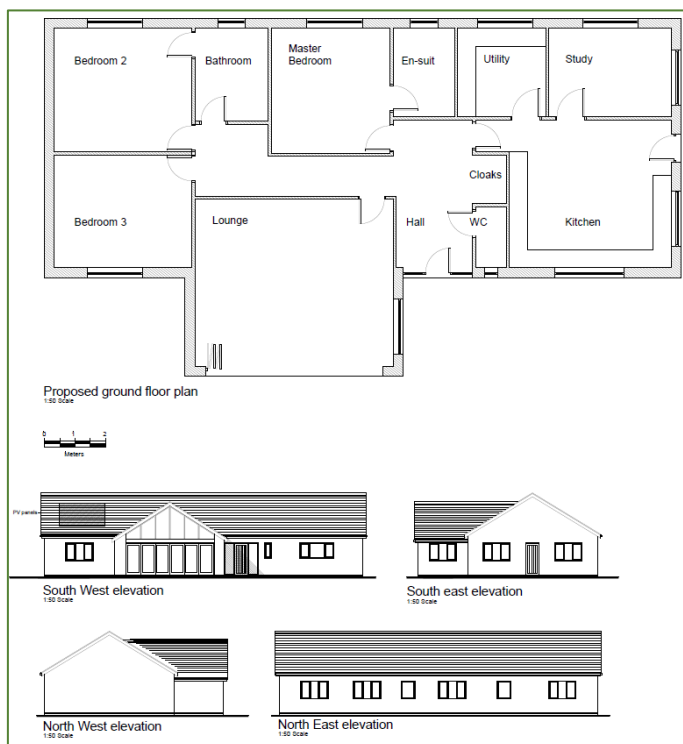 Bedroom 2
Bathroom
Master
Bedroom
En-suit
Utility
Study
Cloaks
Bedroom 3
Lounge
Hall
WC
Kitchen
Proposed ground floor plan
1:50 Scale
0 1 2
Meters
PV panels
South West elevation
1:50 Scale
South east elevation
1:50 Scale
North West elevation
1:50 Scale
North East elevation
1:50 Scale